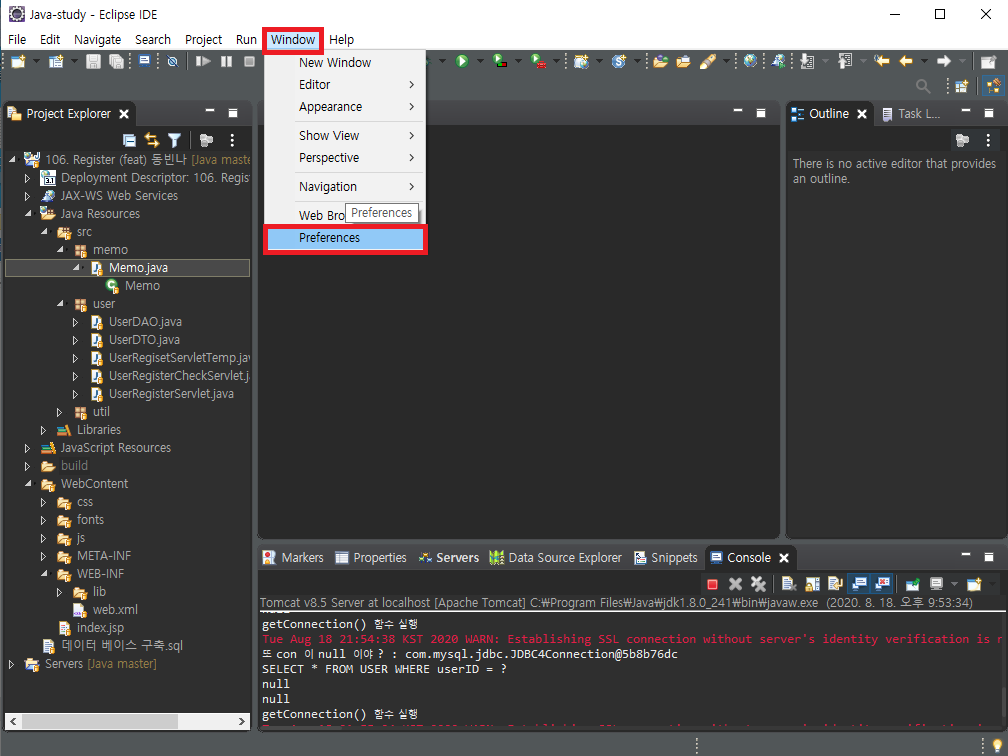 Java-study - Eclipse IDE
File Edit Navigate Search Project Run Window Help
New Window
Editor
Appearance
Show View
Perspective
Navigation
Web Bro
Preferences
Preferences
Project Explorer
106. Register (feat) 동빈나 [Java maste
Deployment Descriptor: 106. Regis
JAX-WS Web Services
Java Resources
src
memo
Memo.java
Memo
user
UserDAO.java
UserDTO.java
UserRegisetServletTemp.jav
UserRegisterCheckServlet.j
UserRegisterServlet.java
util
Libraries
JavaScript Resources
build
WebContent
css
fonts
js
META-INF
WEB-INF
lib
web.xml
index.jsp
데이터 베이스 구축.sql
Servers [Java master]
Outline Task L...
There is no active editor that provides
an outline.
Markers Properties Servers Data Source Explorer Snippets Console
Tomcat v8.5 Server at localhost [Apache Tomcat] C:₩Program Files₩Java₩jdk1.8.0_241₩bin₩javaw.exe (2020. 8. 18. 오후 9:53:34)
getConnection() 함수 실행
Tue Aug 18 21:54:38 KST 2020 WARN: Establishing SSL connection without server's identity verification is n
또 con 이 null 이야 ? : com.mysql.jdbc.JDBC4Connection@5b8b76dc
SELECT * FROM USER WHERE userID = ?
null
null
getConnection() 함수 실행